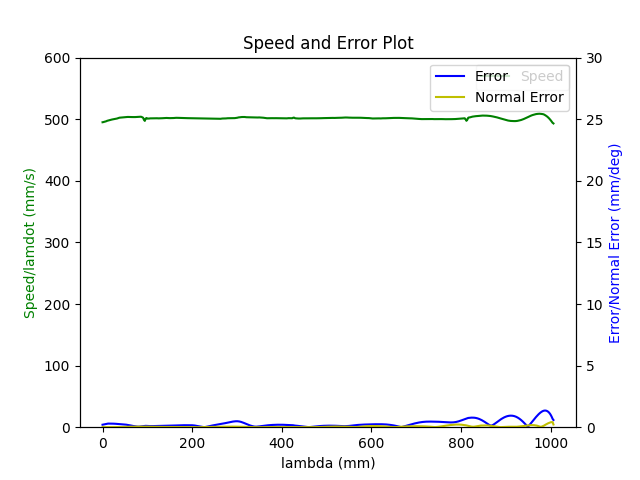 Speed and Error Plot
600
500
400
300
200
100
0
Speed/lamdot (mm/s)
30
25
20
15
10
5
0
Error/Normal Error (mm/deg)
Error
Speed
Normal Error
0
200
400
600
800
1000
lambda (mm)